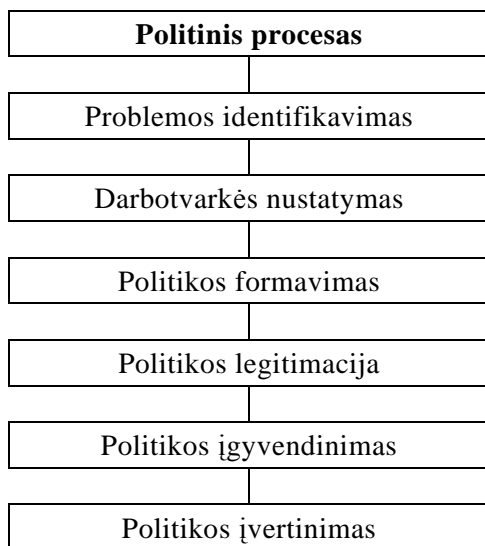 Politinis procesas
Problemos identifikavimas
Darbotvarkės nustatymas
Politikos formavimas
Politikos legitimacija
Politikos įgyvendinimas
Politikos įvertinimas